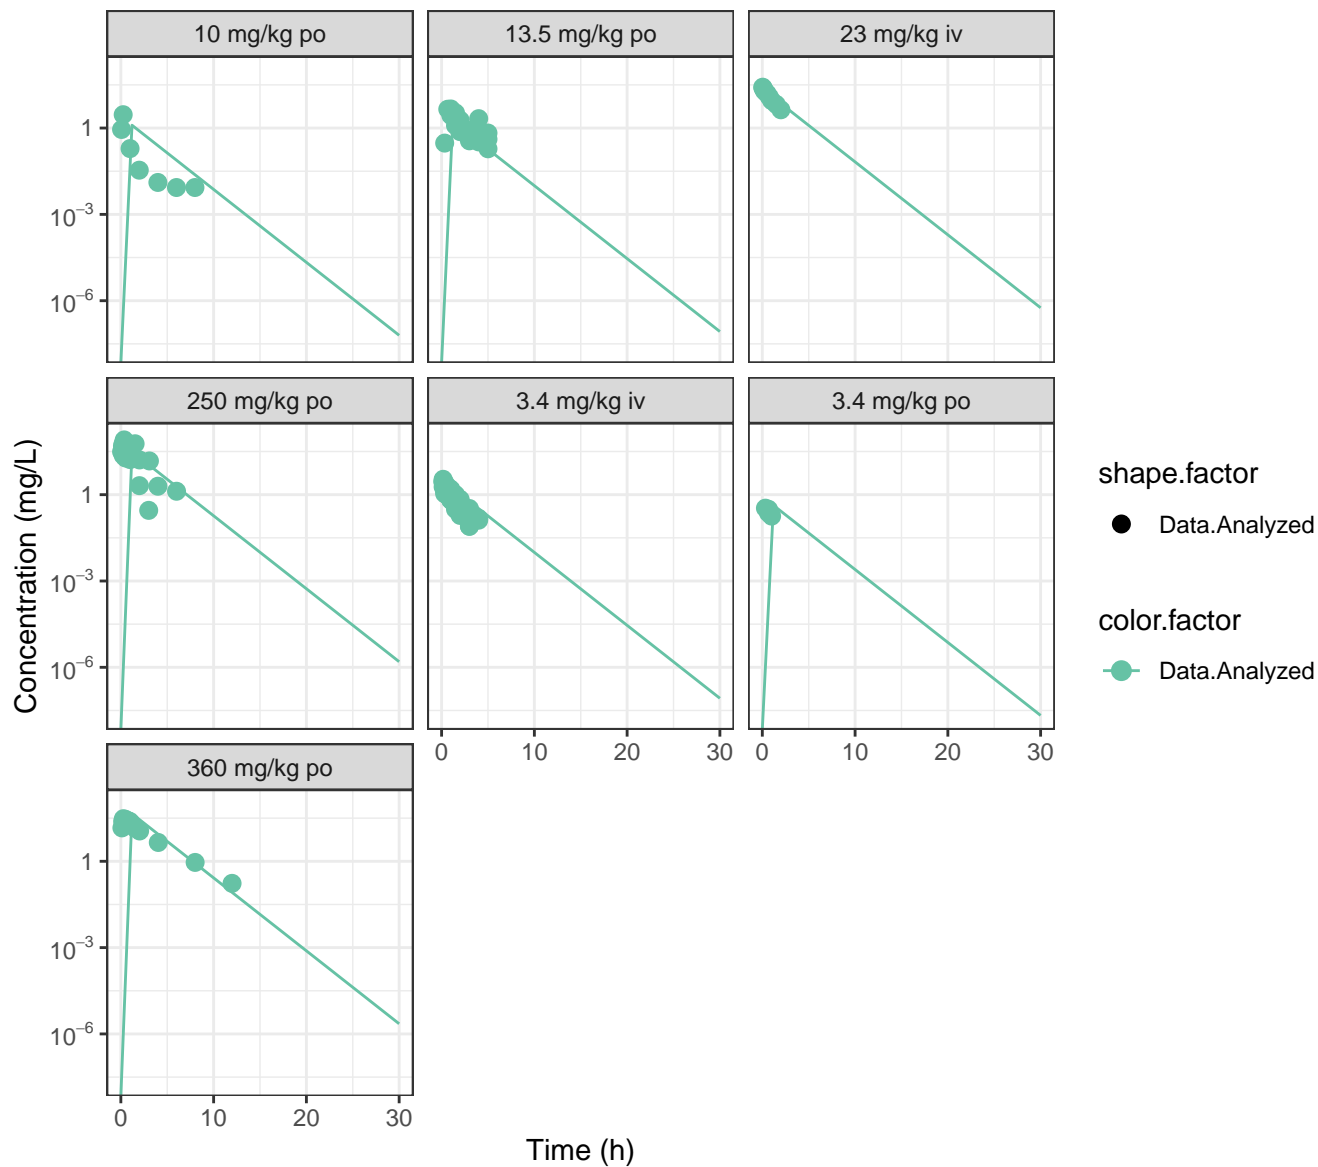 10 mg/kg po
13.5 mg/kg po
23 mg/kg iv
1
10⁻³
10⁻⁶
250 mg/kg po
3.4 mg/kg iv
3.4 mg/kg po
1
10⁻³
10⁻⁶
0 10 20 30
0 10 20 30
360 mg/kg po
1
10⁻³
10⁻⁶
0 10 20 30
Time (h)
Concentration (mg/L)
shape.factor
Data.Analyzed
color.factor
Data.Analyzed